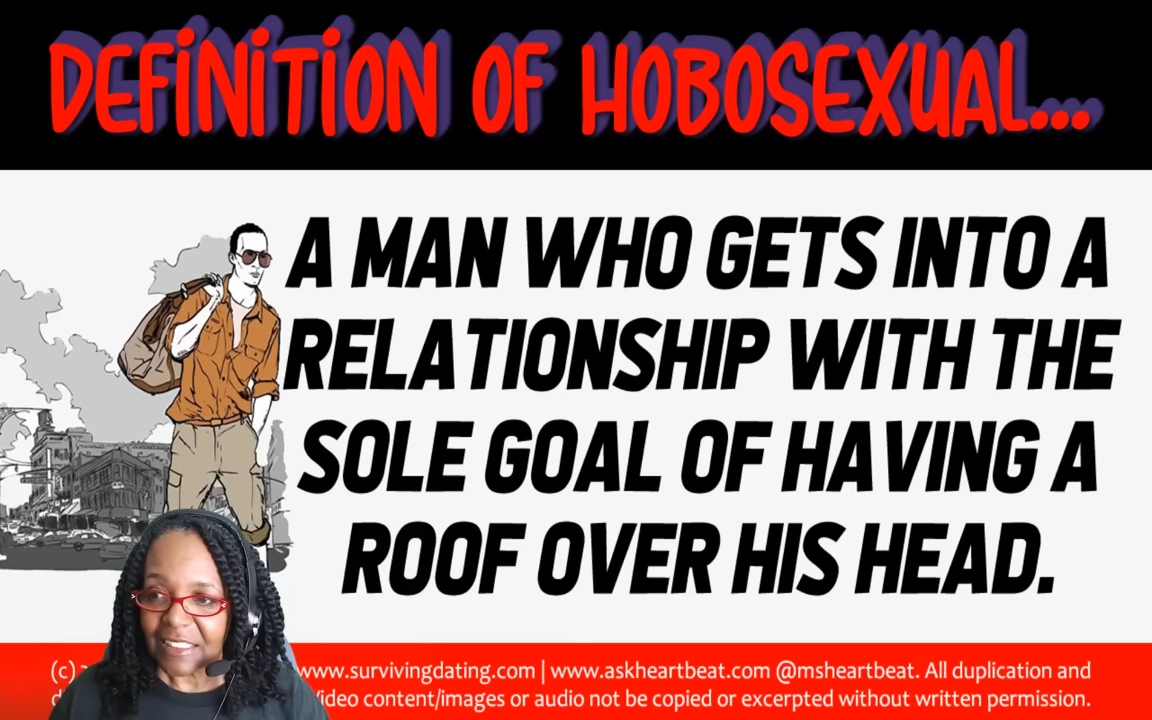 DEFINITION OF HOBOSEXUAL...
A MAN WHO GETS INTO A
RELATIONSHIP WITH THE
SOLE GOAL OF HAVING A
ROOF OVER HIS HEAD.
(c) www.survivingdating.com | www.askheartbeat.com @msheartbeat. All duplication and
video content/images or audio not be copied or excerpted without written permission.